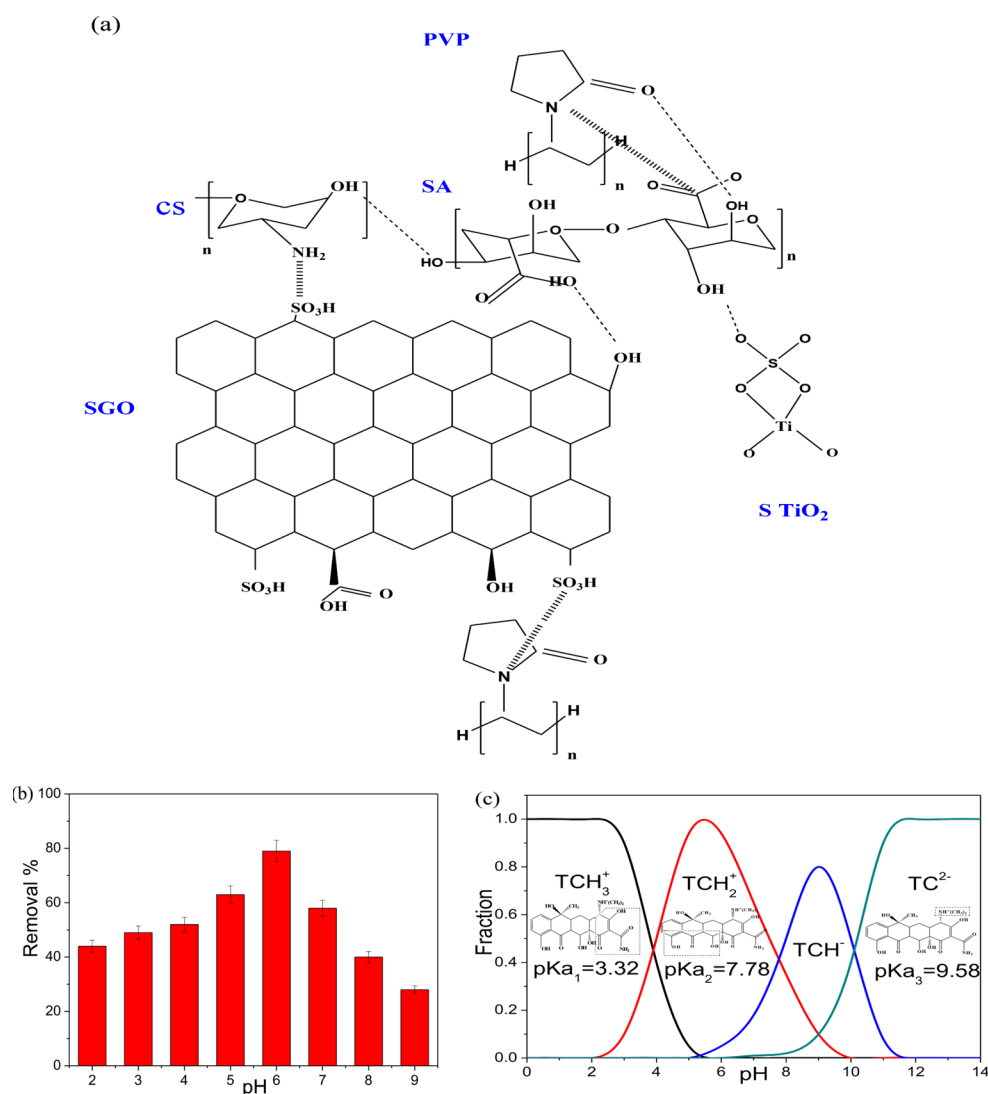 (a)
PVP
O
N
H
H
n
O
O
SA
OH
OH
CS
O
OH
n
NH2
O
O
O
HO
n
HO
O
OH
SO3H
OH
O
O
S
O
O
Ti
O
O
SGO
S TiO2
SO3H
OH
O
OH
SO3H
O
N
H
H
n
(b)
100
80
60
40
20
0
Removal %
2 3 4 5 6 7 8 9
pH
(c)
1.0
0.8
0.6
0.4
0.2
0.0
Fraction
TCH3+
TCH2+
TCH-
TC2-
pKa1=3.32
pKa2=7.78
pKa3=9.58
0 2 4 6 8 10 12 14
pH